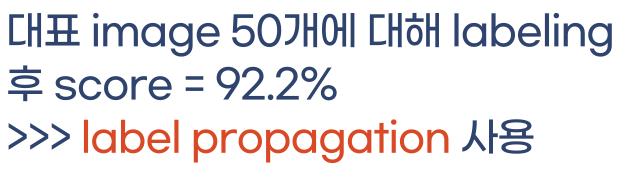 대표 image 50개에 대해 labeling
후 score = 92.2%
>>> label propagation 사용